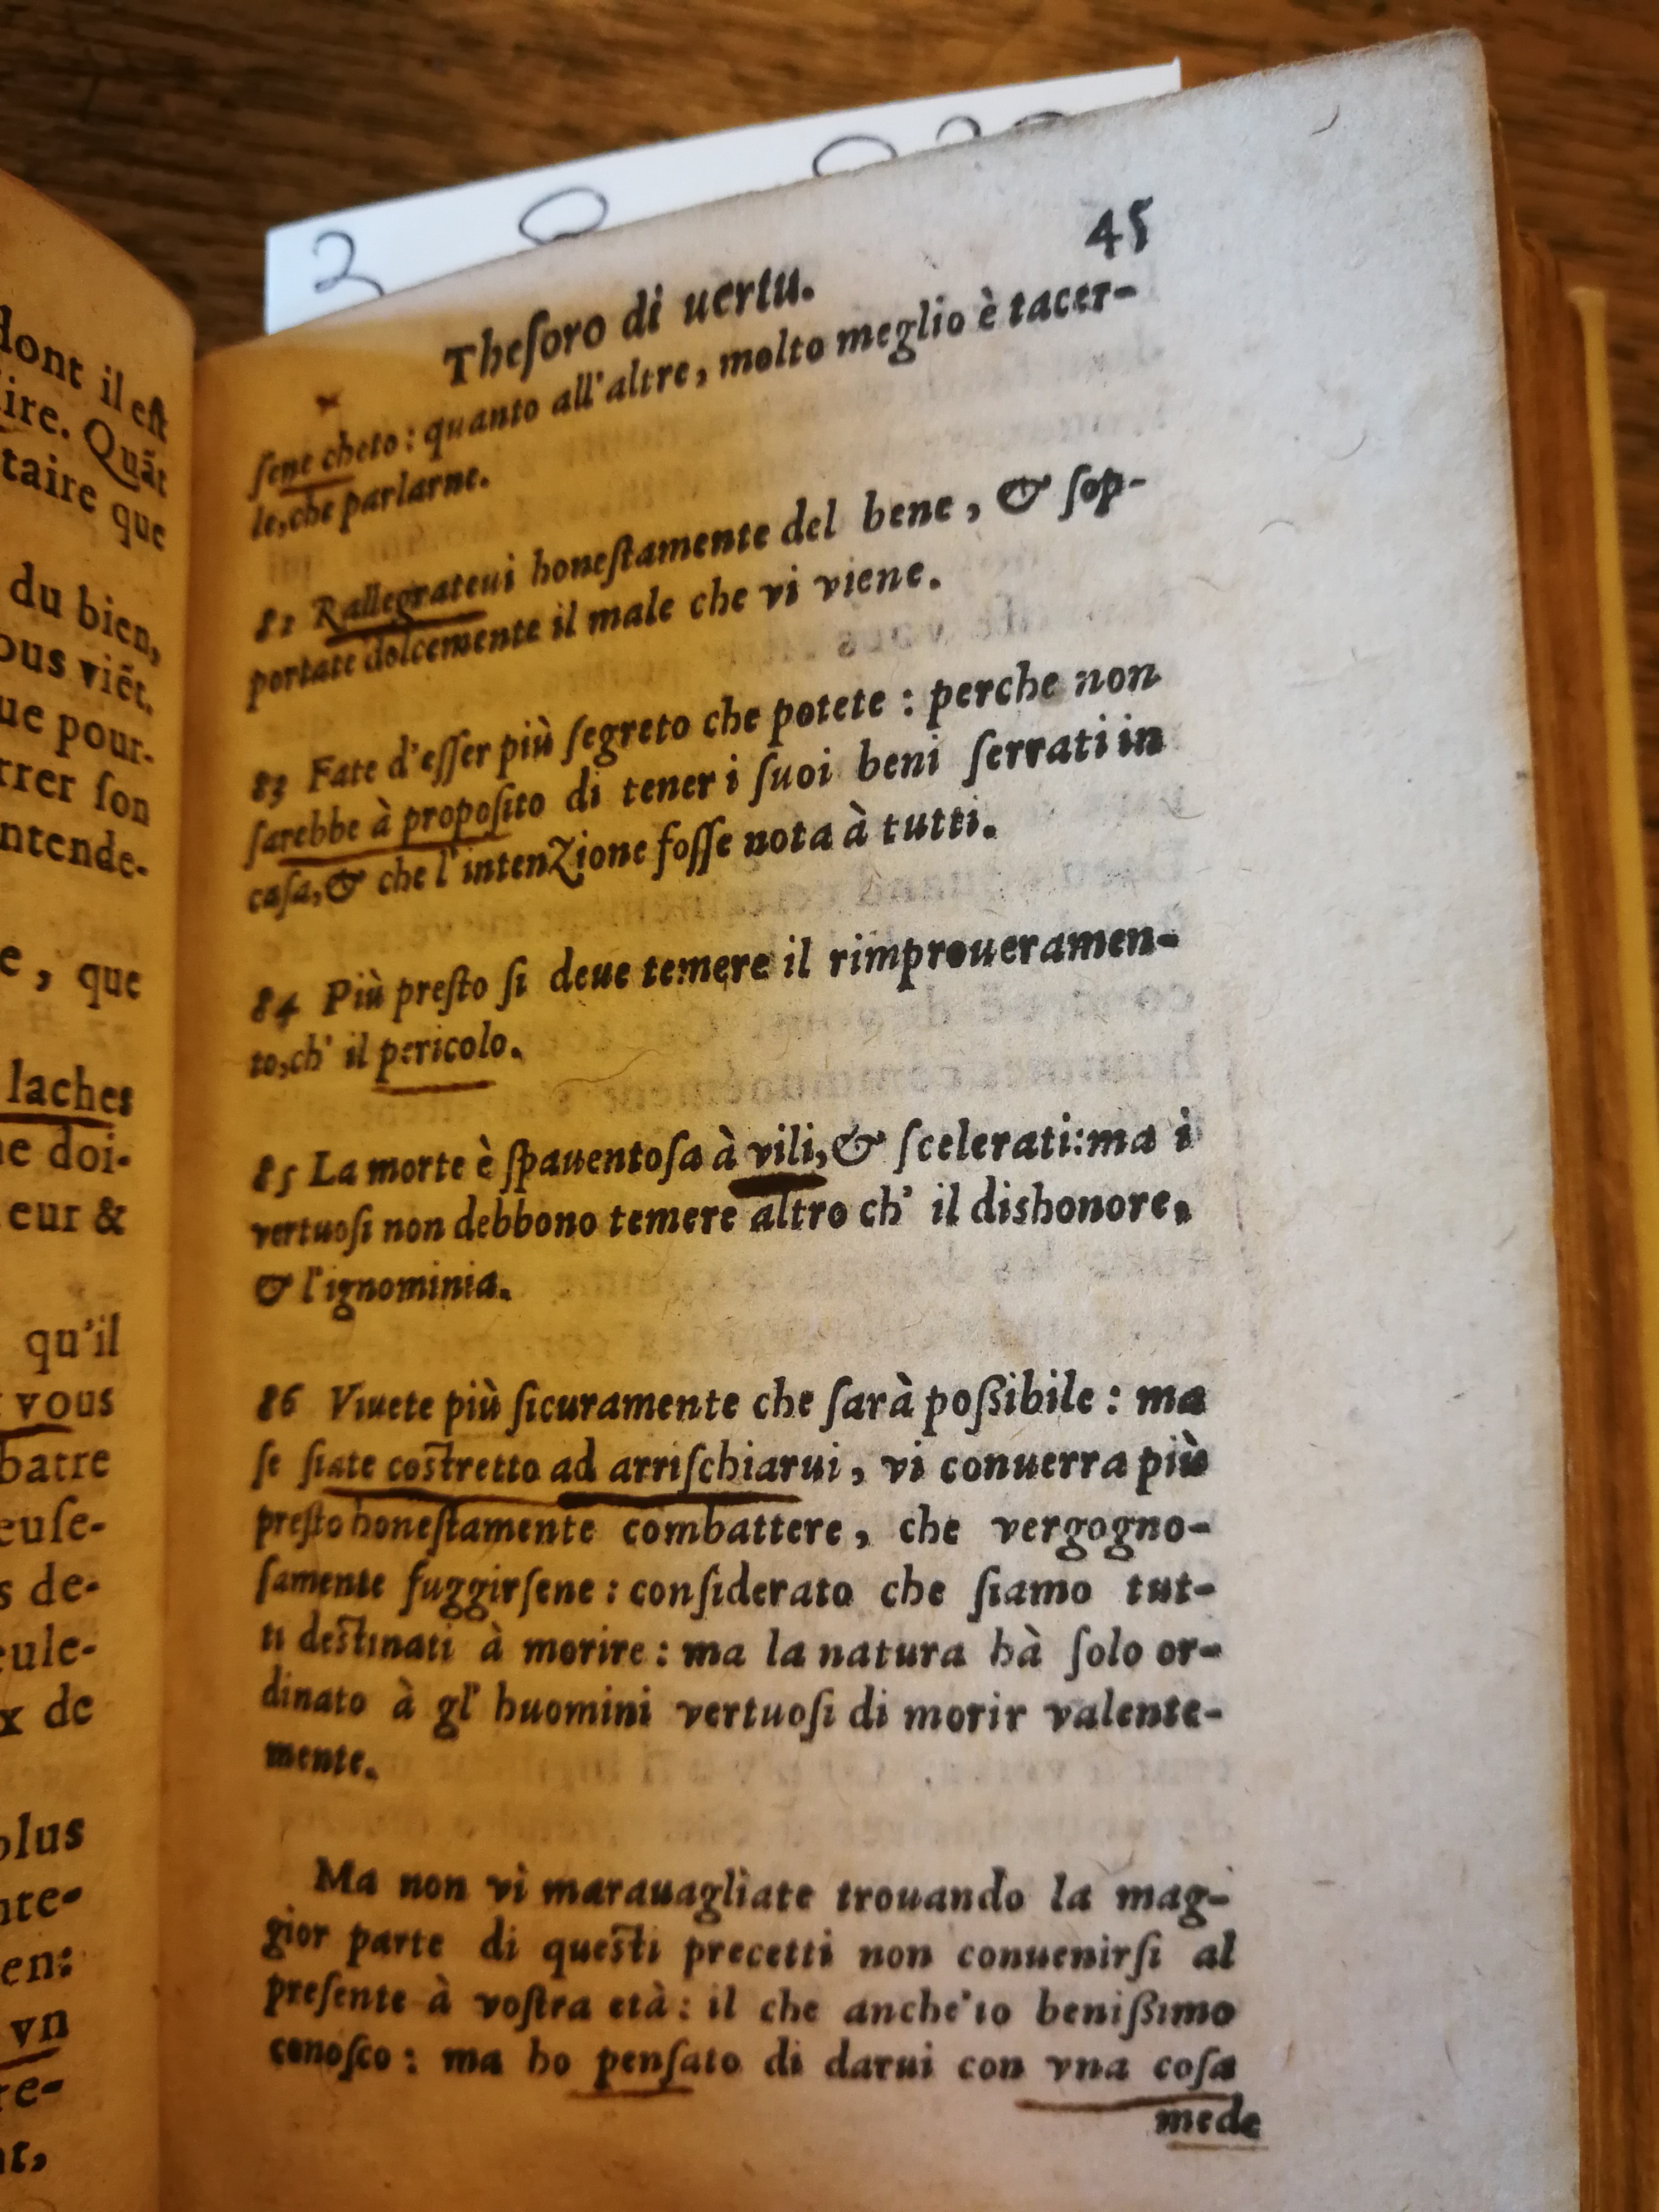 dont il est
ire. Quãt
taire que
du bien,
ous viẽt.
ue pour-
rrer son
ntende-
e, que
laches
ne doi-
eur &
qu'il
vous
batre
euse-
s de-
eule-
x de
plus
nte-
en:
vn
re-
nt,
45
Theſoro di uertu.
ſene cheto: quanto all'altre, molto meglio è tacer-
le, che parlarne.
82 Rallegrateui honeſtamente del bene, & ſop-
portate dolcemente il male che vi viene.
83 Fate d'eſſer più ſegreto che potete: perche non
ſarebbe à propoſito di tener i ſuoi beni ſerrati in
caſa, & che l'intenzione foſſe nota à tutti.
84 Più preſto ſi deue temere il rimproueramen-
to, ch' il pericolo.
85 La morte è ſpauentoſa à vili, & ſcelerati: ma i
vertuoſi non debbono temere altro ch' il dishonore,
& l'ignominia.
86 Viuete più ſicuramente che ſarà poßibile: ma
ſe ſiate coſtretto ad arriſchiarui, vi conuerra più
preſto honeſtamente combattere, che vergogno-
ſamente fuggirſene: conſiderato che ſiamo tut-
ti deſtinati à morire: ma la natura hà ſolo or-
dinato à gl' huomini vertuoſi di morir valente-
mente.
Ma non vi marauagliate trouando la mag-
gior parte di queſti precetti non conuenirſi al
preſente à voſtra età: il che anche'io benißimo
conoſco: ma ho penſato di darui con vna coſa
mede